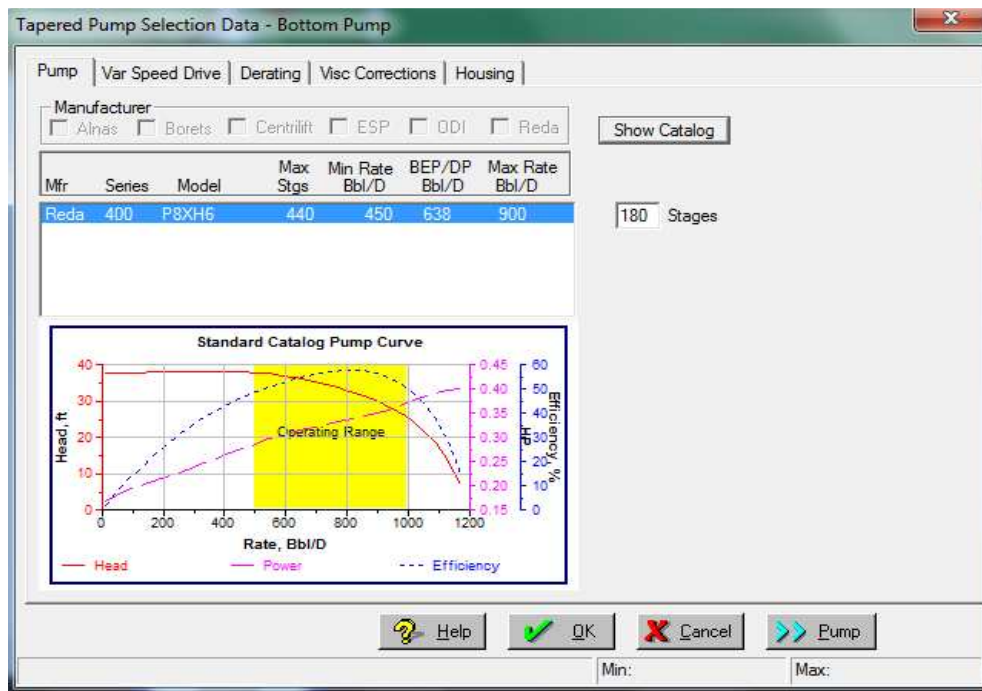 Tapered Pump Selection Data - Bottom Pump
Pump Var Speed Drive Derating Visc Corrections Housing
Manufacturer
Alnas Borets Centrilift ESP ODI Reda
Show Catalog
Mfr Series Model Max Stgs Min Rate Bbl/D BEP/DP Bbl/D Max Rate Bbl/D
Reda 400 P8XH6 440 450 638 900
180 Stages
Standard Catalog Pump Curve
40 30 20 10 0
Head, ft
Operating Range
0.45 0.40 0.35 0.30 0.25 0.20 0.15
HP
60 50 40 30 20 10 0
Efficiency, %
0 200 400 600 800 1000 1200
Rate, Bbl/D
Head Power Efficiency
Help OK Cancel Pump
Min: Max: